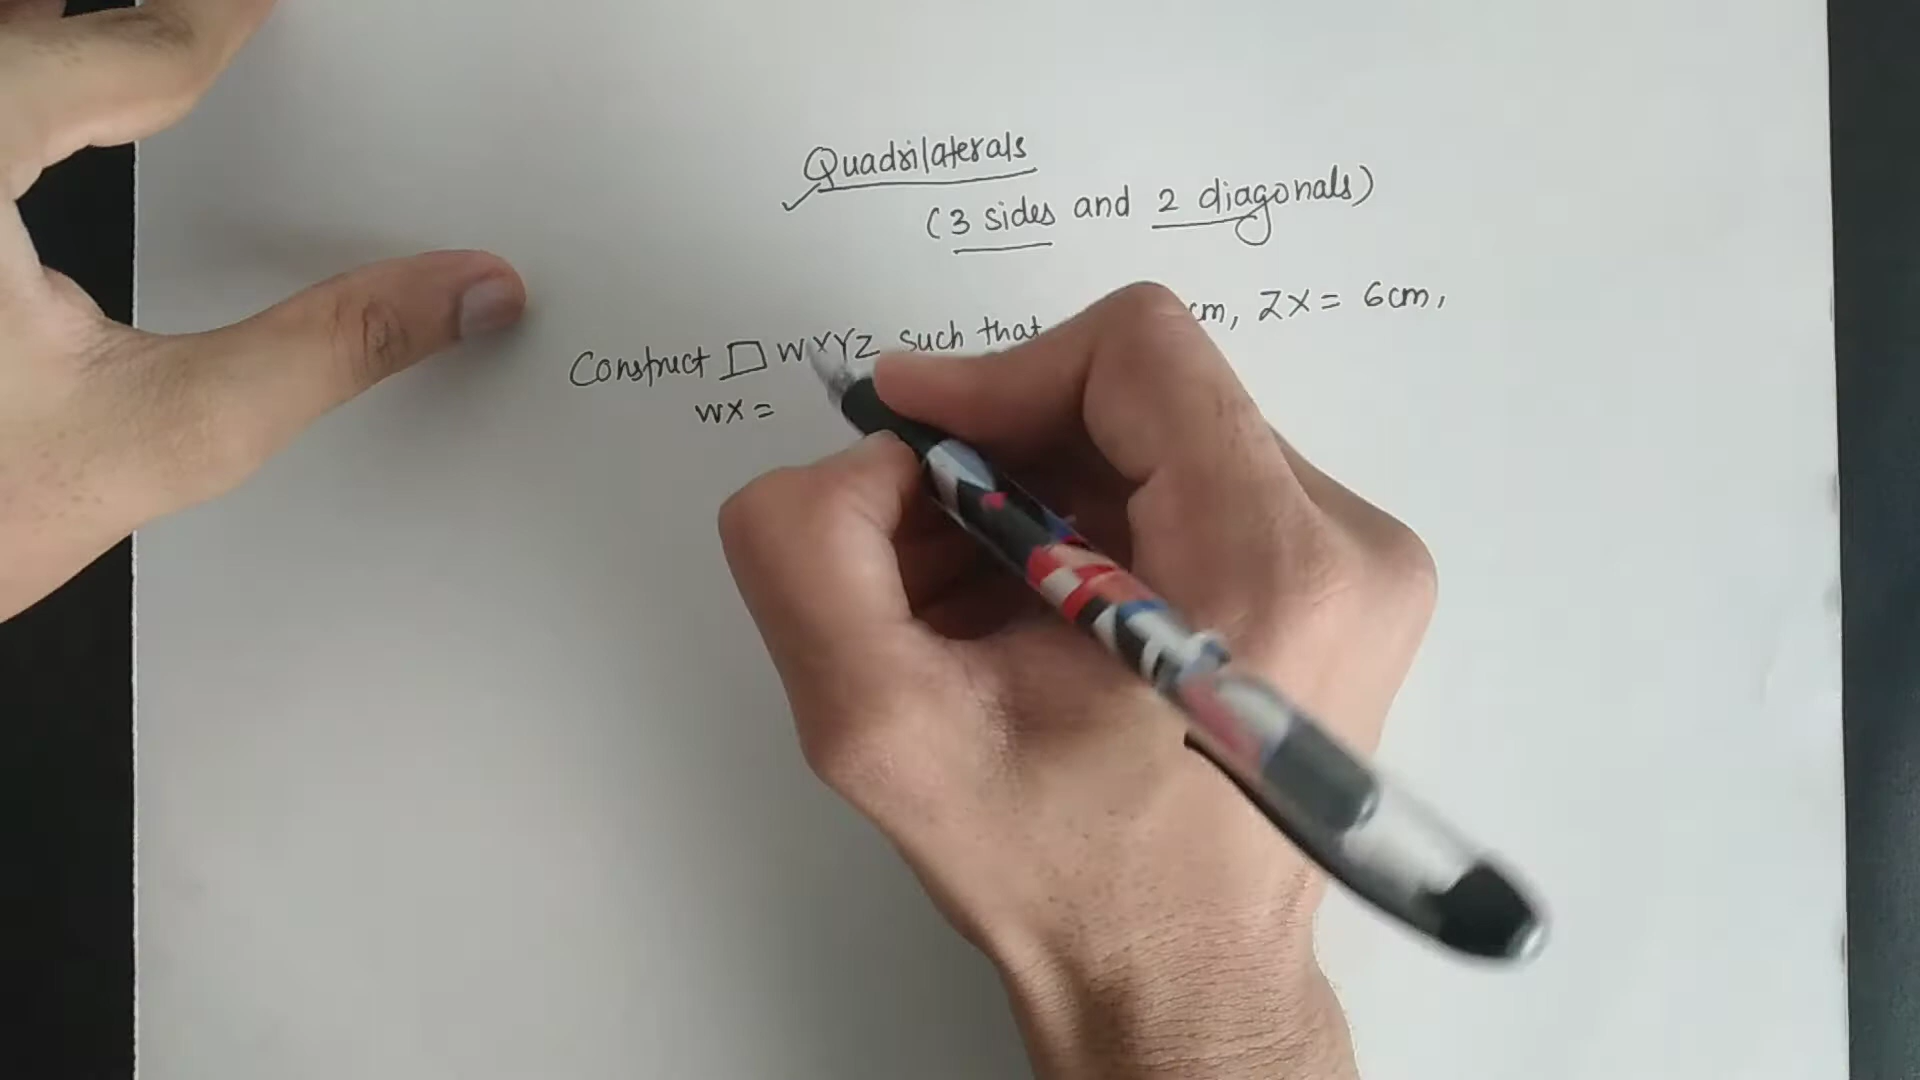 Quadrilaterals
(3 sides and 2 diagonals)
Construct □ WXYZ such that cm, ZX = 6cm,
WX =